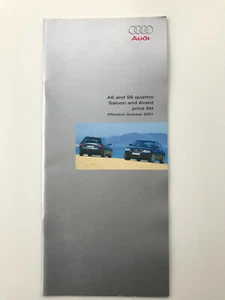 Audi
A6 and S6 quattro
Saloon and Avant
price list
Effective October 2001